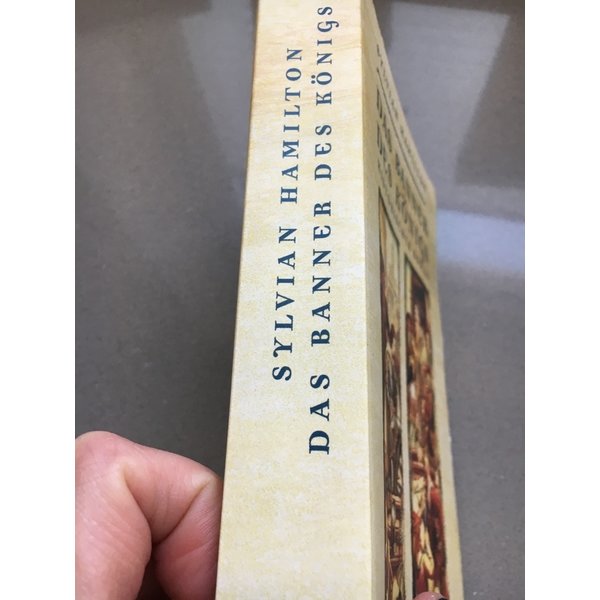 SYLVIAN HAMILTON
DAS BANNER DES KÖNIGS